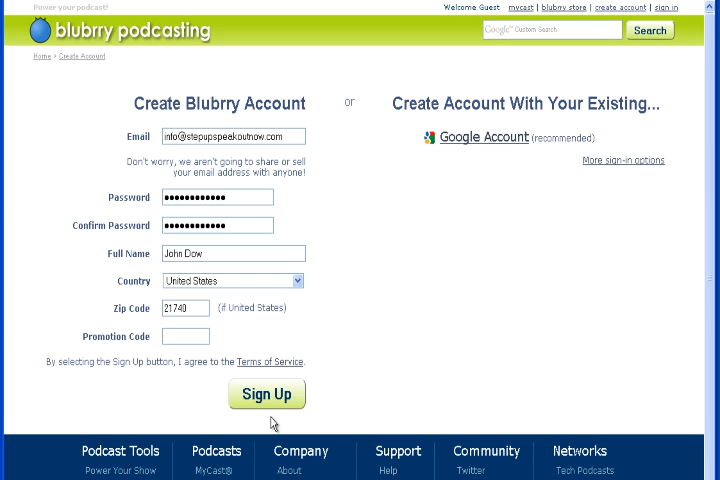 Power your podcast!
Welcome Guest mycast | blubrry store | create account | sign in
blubrry podcasting
Google™ Custom Search
Search
Home > Create Account
Create Blubrry Account
or
Create Account With Your Existing...
Email info@stepupspeakoutnow.com
Google Account (recommended)
Don't worry, we aren't going to share or sell
your email address with anyone!
More sign-in options
Password ••••••••••••
Confirm Password ••••••••••••
Full Name John Dow
Country United States
Zip Code 21740 (if United States)
Promotion Code
By selecting the Sign Up button, I agree to the Terms of Service.
Sign Up
Podcast Tools Podcasts Company Support Community Networks
Power Your Show MyCast® About Help Twitter Tech Podcasts